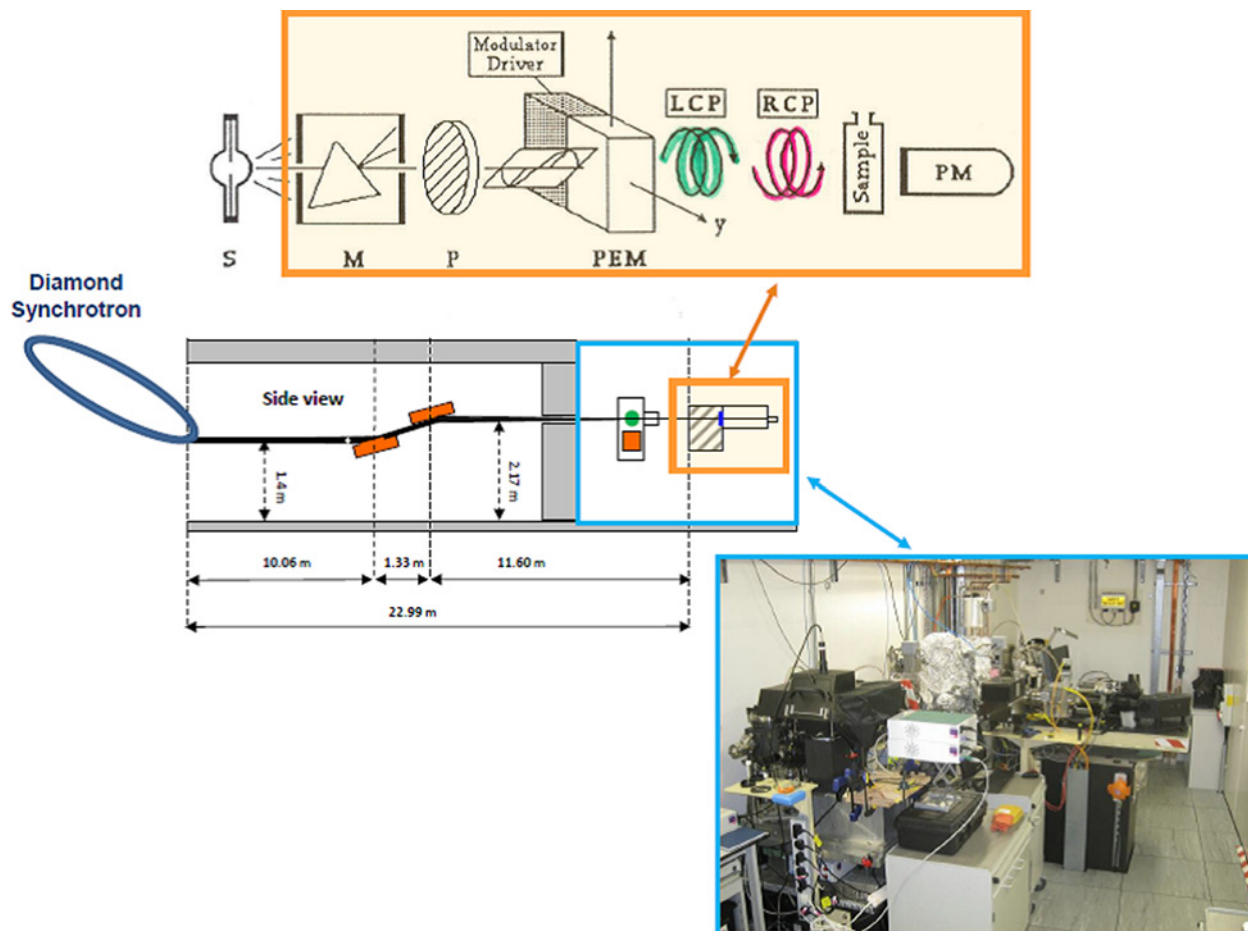 Modulator
Driver
LCP
RCP
Sample
PM
y
S
M
P
PEM
Diamond
Synchrotron
Side view
1.4 m
2.17 m
10.06 m
1.33 m
11.60 m
22.99 m